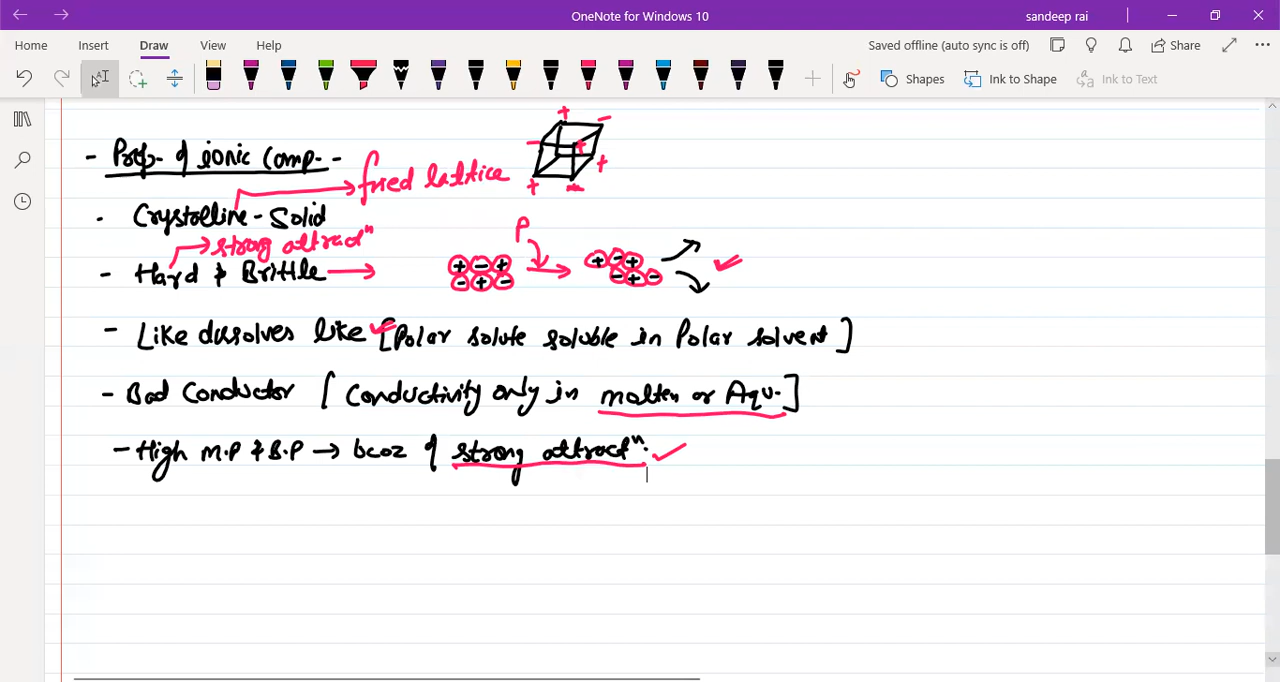 OneNote for Windows 10
sandeep rai
Home Insert Draw View Help
Saved offline (auto sync is off)
Share
Shapes
Ink to Shape
Ink to Text
- Prop. of ionic Comp. -
+ -
- +
+
+ -
fixed lattice
- Crystalline-Solid
strong attractⁿ
- Hard & Brittle →
P
+ - +
- + -
+ - +
- + -
- Like dissolves like [Polar solute soluble in Polar solvent]
- Bad Conductor [Conductivity only in molten or Aqu.]
- High M.P & B.P → bcoz of strong attractⁿ.